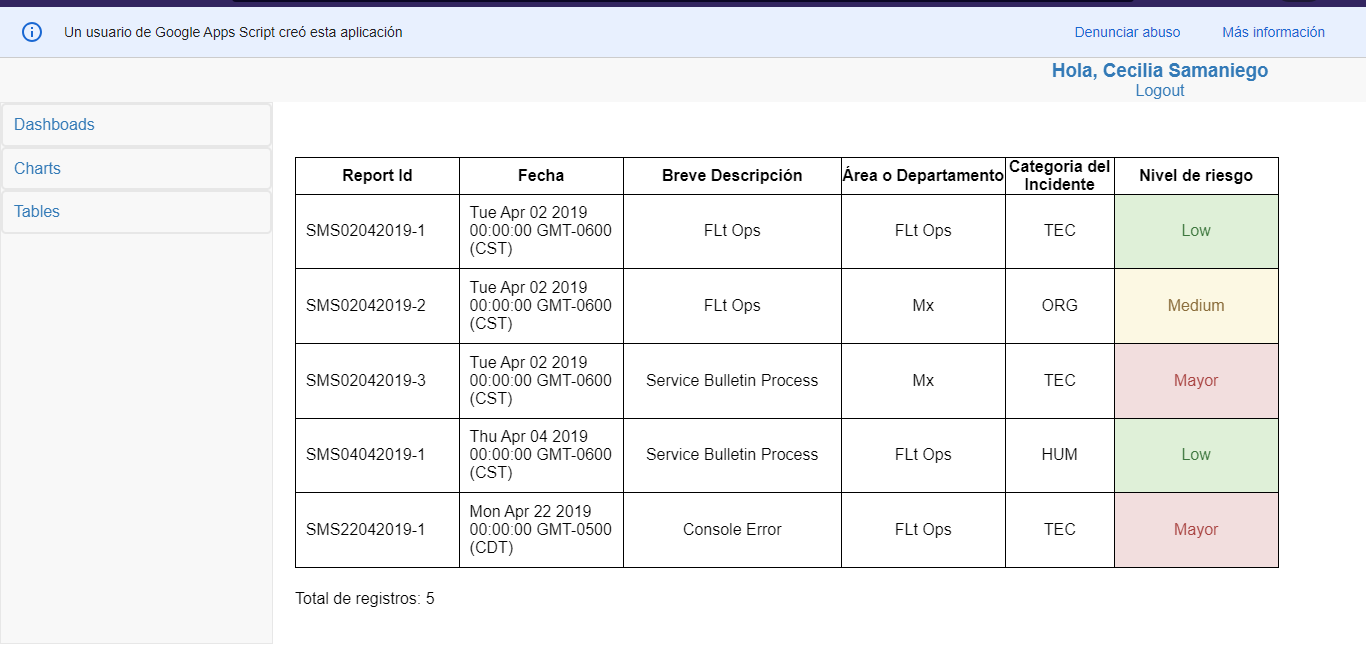 Un usuario de Google Apps Script creó esta aplicación
Denunciar abuso
Más información
Hola, Cecilia Samaniego
Logout
Dashboads
Charts
Tables
Report Id
Fecha
Breve Descripción
Área o Departamento
Categoria del
Incidente
Nivel de riesgo
SMS02042019-1
Tue Apr 02 2019
00:00:00 GMT-0600
(CST)
FLt Ops
FLt Ops
TEC
Low
SMS02042019-2
Tue Apr 02 2019
00:00:00 GMT-0600
(CST)
FLt Ops
Mx
ORG
Medium
SMS02042019-3
Tue Apr 02 2019
00:00:00 GMT-0600
(CST)
Service Bulletin Process
Mx
TEC
Mayor
SMS04042019-1
Thu Apr 04 2019
00:00:00 GMT-0600
(CST)
Service Bulletin Process
FLt Ops
HUM
Low
SMS22042019-1
Mon Apr 22 2019
00:00:00 GMT-0500
(CDT)
Console Error
FLt Ops
TEC
Mayor
Total de registros: 5